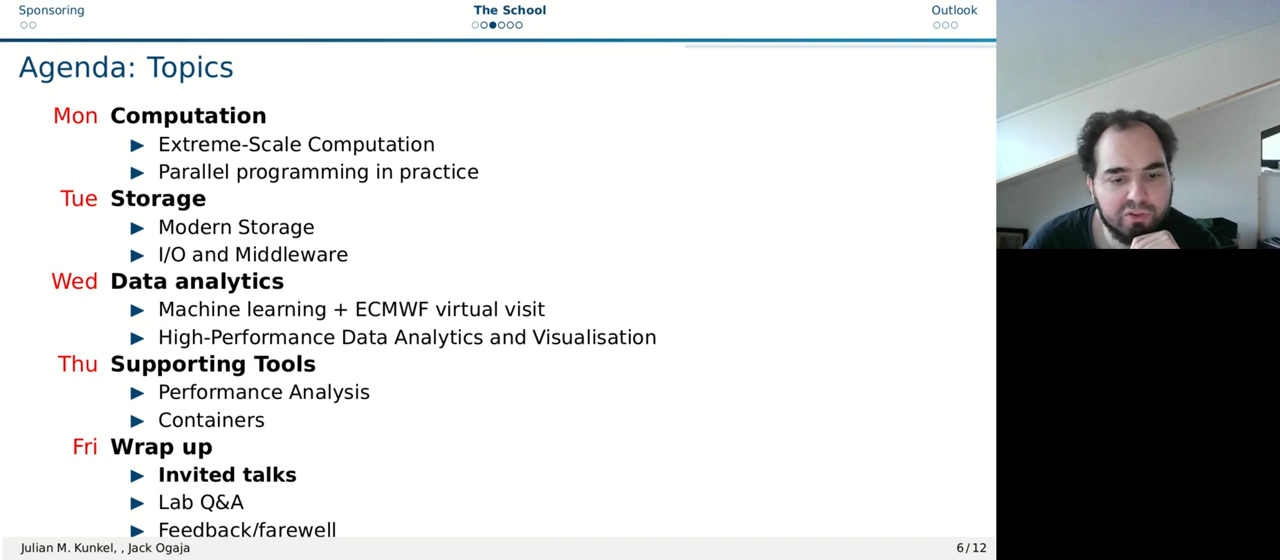 Sponsoring
The School
Outlook
Agenda: Topics
Mon Computation
Extreme-Scale Computation
Parallel programming in practice
Tue Storage
Modern Storage
I/O and Middleware
Wed Data analytics
Machine learning + ECMWF virtual visit
High-Performance Data Analytics and Visualisation
Thu Supporting Tools
Performance Analysis
Containers
Fri Wrap up
Invited talks
Lab Q&A
Feedback/farewell
Julian M. Kunkel, , Jack Ogaja
6/12